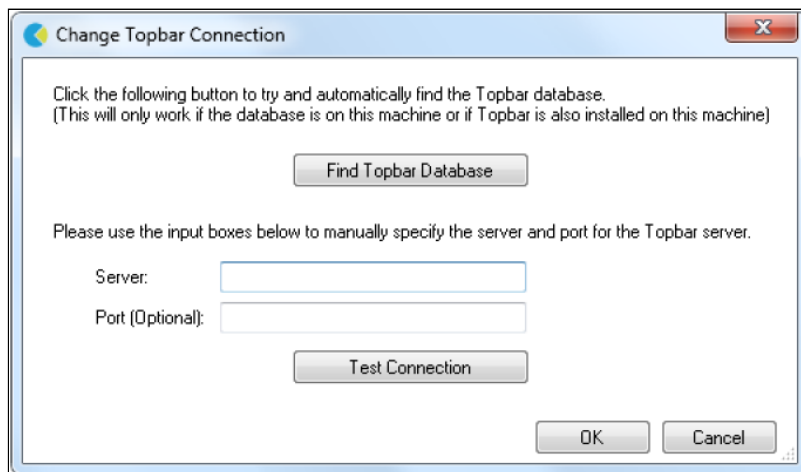 Change Topbar Connection
Click the following button to try and automatically find the Topbar database.
(This will only work if the database is on this machine or if Topbar is also installed on this machine)
Find Topbar Database
Please use the input boxes below to manually specify the server and port for the Topbar server.
Server:
Port (Optional):
Test Connection
OK Cancel